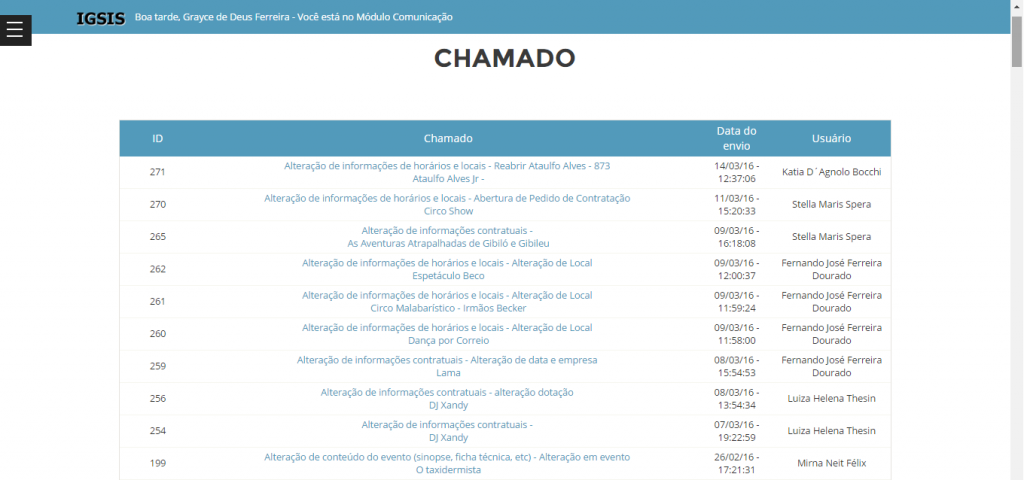 IGSIS Boa tarde, Grayce de Deus Ferreira - Você está no Módulo Comunicação
CHAMADO
ID Chamado Data do envio Usuário
271 Alteração de informações de horários e locais - Reabrir Ataulfo Alves - 873 14/03/16 - Katia D´Agnolo Bocchi
Ataulfo Alves Jr - 12:37:06
270 Alteração de informações de horários e locais - Abertura de Pedido de Contratação 11/03/16 - Stella Maris Spera
Circo Show 15:20:33
265 Alteração de informações contratuais - 09/03/16 - Stella Maris Spera
As Aventuras Atrapalhadas de Gibiló e Gibileu 16:18:08
262 Alteração de informações de horários e locais - Alteração de Local 09/03/16 - Fernando José Ferreira
Espetáculo Beco 12:00:37 Dourado
261 Alteração de informações de horários e locais - Alteração de Local 09/03/16 - Fernando José Ferreira
Circo Malabarístico - Irmãos Becker 11:59:24 Dourado
260 Alteração de informações de horários e locais - Alteração de Local 09/03/16 - Fernando José Ferreira
Dança por Correio 11:58:00 Dourado
259 Alteração de informações contratuais - Alteração de data e empresa 08/03/16 - Fernando José Ferreira
Lama 15:54:53 Dourado
256 Alteração de informações contratuais - alteração dotação 08/03/16 - Luiza Helena Thesin
DJ Xandy 13:54:34
254 Alteração de informações contratuais - 07/03/16 - Luiza Helena Thesin
DJ Xandy 19:22:59
199 Alteração de conteúdo do evento (sinopse, ficha técnica, etc) - Alteração em evento 26/02/16 - Mirna Neit Félix
O taxidermista 17:21:31